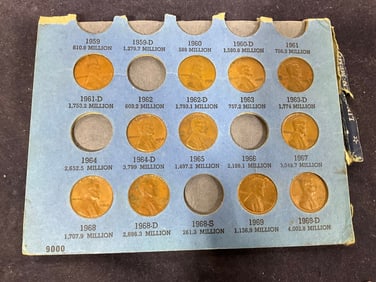 1959 1959-D 1960 1960-D 1961
610.8 MILLION 1,279.7 MILLION 588 MILLION 1,580.8 MILLION 756.3 MILLION
1961-D 1962 1962-D 1963 1963-D
1,753.2 MILLION 609.2 MILLION 1,793.1 MILLION 757.2 MILLION 1,774 MILLION
1964 1964-D 1965 1966 1967
2,652.5 MILLION 3,799 MILLION 1,497.2 MILLION 2,188.1 MILLION 3,048.7 MILLION
1968 1968-D 1968-S 1969 1969-D
1,707.9 MILLION 2,886.3 MILLION 261.3 MILLION 1,136.9 MILLION 4,002.8 MILLION
9000